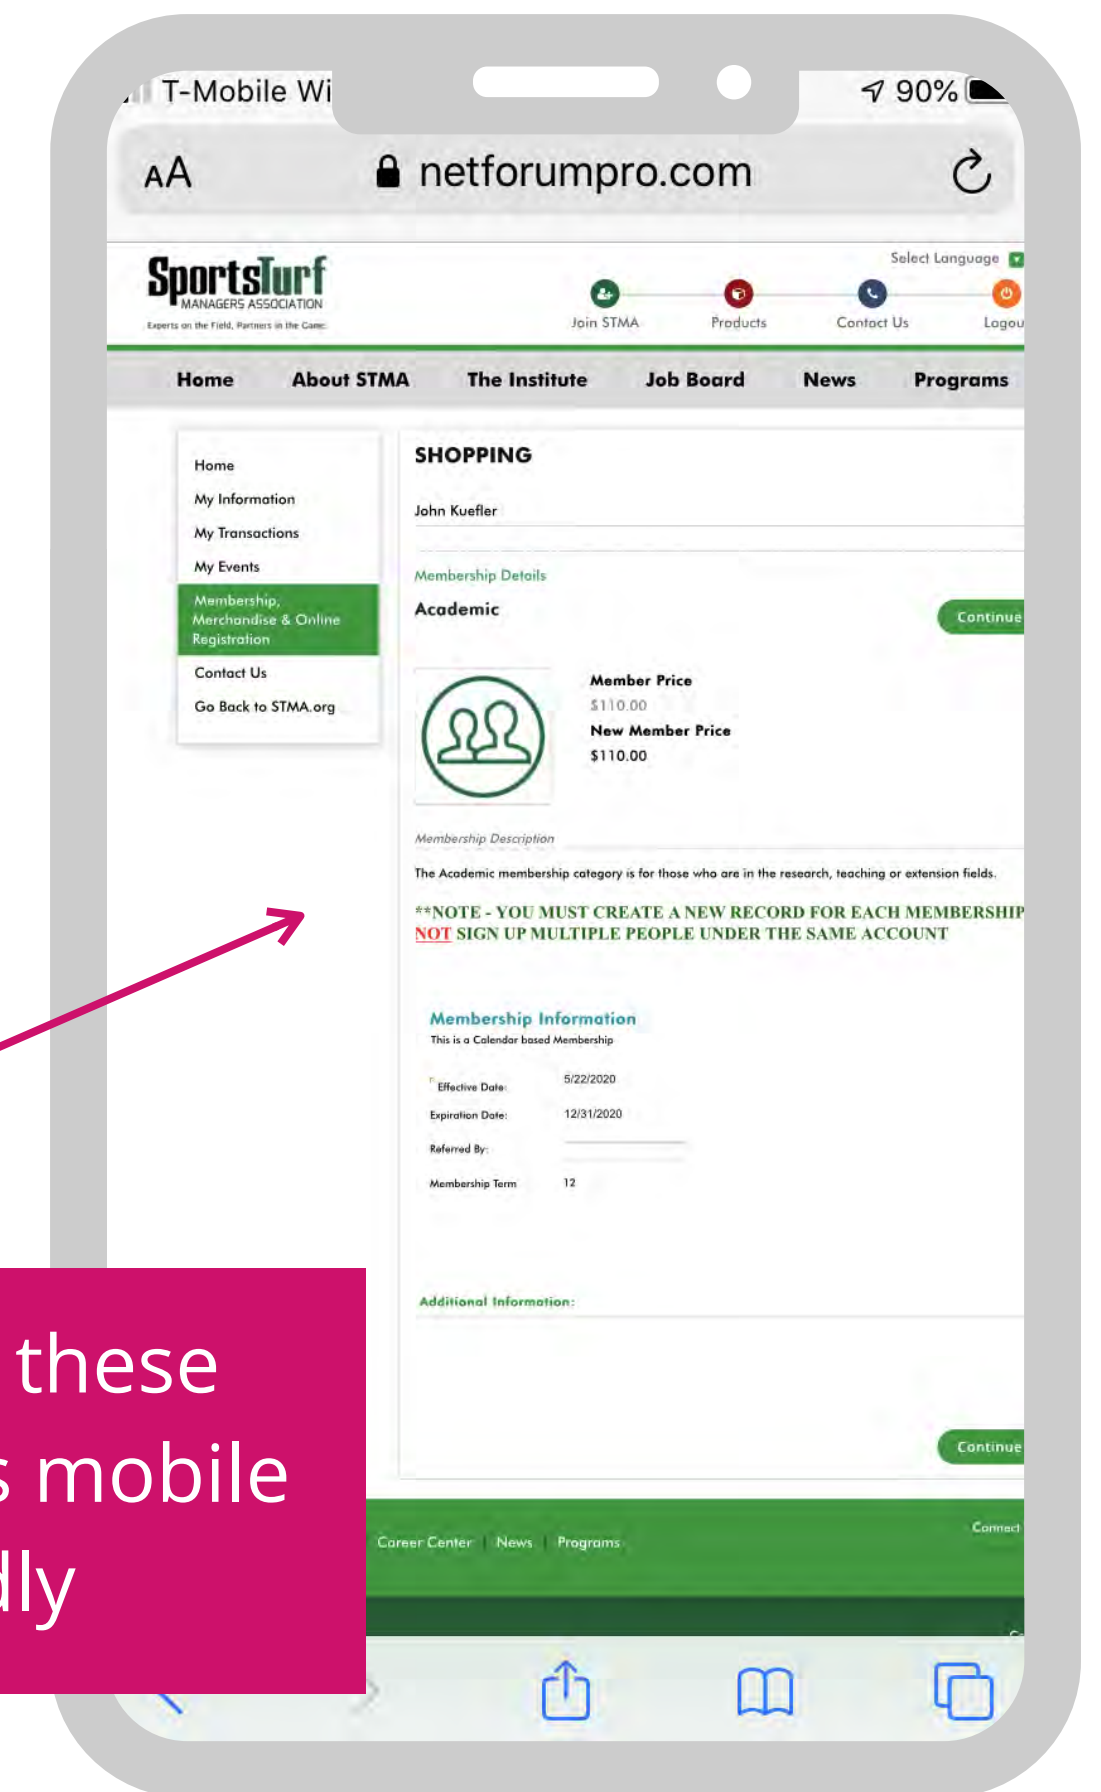 T-Mobile Wi
90%
AA
netforumpro.com
SportsTurf
MANAGERS ASSOCIATION
Experts on the Field, Partners in the Game.
Select Language
Join STMA
Products
Contact Us
Logou
Home
About STMA
The Institute
Job Board
News
Programs
Home
My Information
My Transactions
My Events
Membership,
Merchandise & Online
Registration
Contact Us
Go Back to STMA.org
SHOPPING
John Kuefler
Membership Details
Academic
Continue
Member Price
$110.00
New Member Price
$110.00
Membership Description
The Academic membership category is for those who are in the research, teaching or extension fields.
**NOTE - YOU MUST CREATE A NEW RECORD FOR EACH MEMBERSHIP
NOT SIGN UP MULTIPLE PEOPLE UNDER THE SAME ACCOUNT
Membership Information
This is a Calendar based Membership
Effective Date: 5/22/2020
Expiration Date: 12/31/2020
Referred By:
Membership Term 12
Additional Information:
Continue
these
s mobile
dly
Career Center | News | Programs
Connect